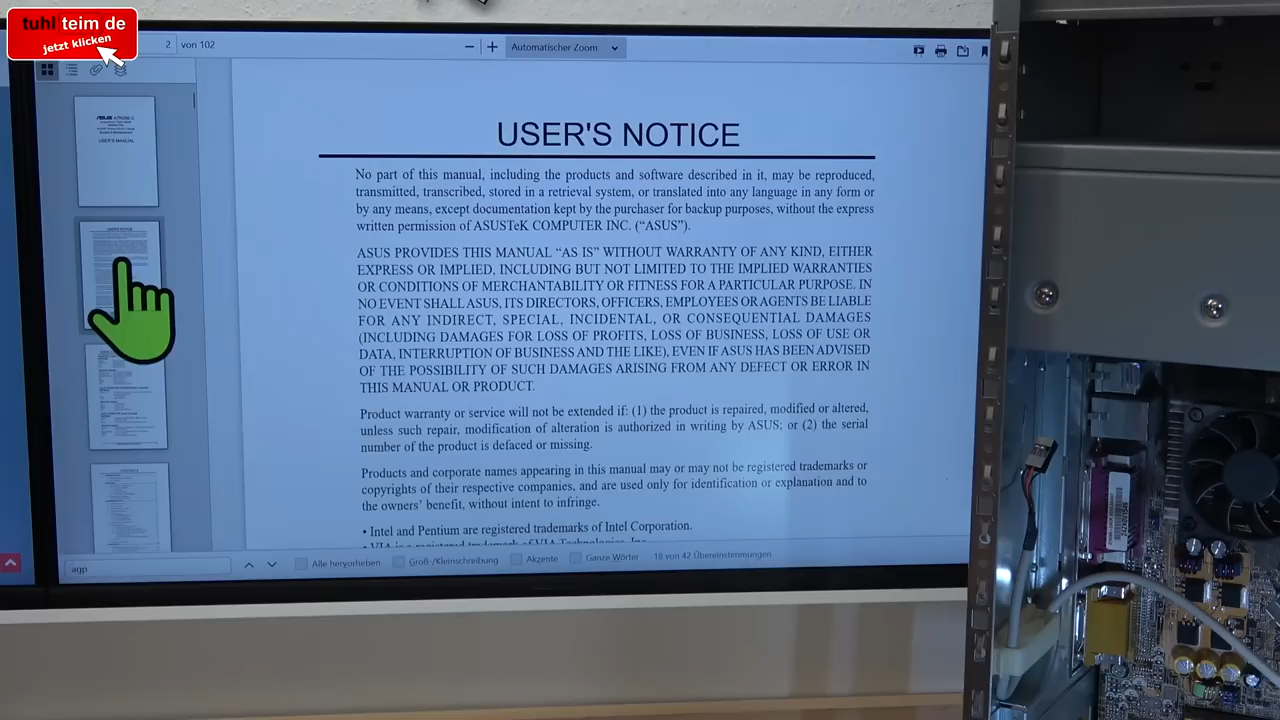 tuhl teim de
jetzt klicken
2 von 102
Automatischer Zoom
USER'S MANUAL
USER'S NOTICE
No part of this manual, including the products and software described in it, may be reproduced,
transmitted, transcribed, stored in a retrieval system, or translated into any language in any form or
by any means, except documentation kept by the purchaser for backup purposes, without the express
written permission of ASUSTeK COMPUTER INC. (“ASUS”).
ASUS PROVIDES THIS MANUAL “AS IS” WITHOUT WARRANTY OF ANY KIND, EITHER
EXPRESS OR IMPLIED, INCLUDING BUT NOT LIMITED TO THE IMPLIED WARRANTIES
OR CONDITIONS OF MERCHANTABILITY OR FITNESS FOR A PARTICULAR PURPOSE. IN
NO EVENT SHALL ASUS, ITS DIRECTORS, OFFICERS, EMPLOYEES OR AGENTS BE LIABLE
FOR ANY INDIRECT, SPECIAL, INCIDENTAL, OR CONSEQUENTIAL DAMAGES
(INCLUDING DAMAGES FOR LOSS OF PROFITS, LOSS OF BUSINESS, LOSS OF USE OR
DATA, INTERRUPTION OF BUSINESS AND THE LIKE), EVEN IF ASUS HAS BEEN ADVISED
OF THE POSSIBILITY OF SUCH DAMAGES ARISING FROM ANY DEFECT OR ERROR IN
THIS MANUAL OR PRODUCT.
Product warranty or service will not be extended if: (1) the product is repaired, modified or altered,
unless such repair, modification of alteration is authorized in writing by ASUS; or (2) the serial
number of the product is defaced or missing.
Products and corporate names appearing in this manual may or may not be registered trademarks or
copyrights of their respective companies, and are used only for identification or explanation and to
the owners’ benefit, without intent to infringe.
• Intel and Pentium are registered trademarks of Intel Corporation.
• VIA is a registered trademark of VIA Technologies, Inc.
agp
Alle hervorheben
Groß-/Kleinschreibung
Akzente
Ganze Wörter
18 von 42 Übereinstimmungen